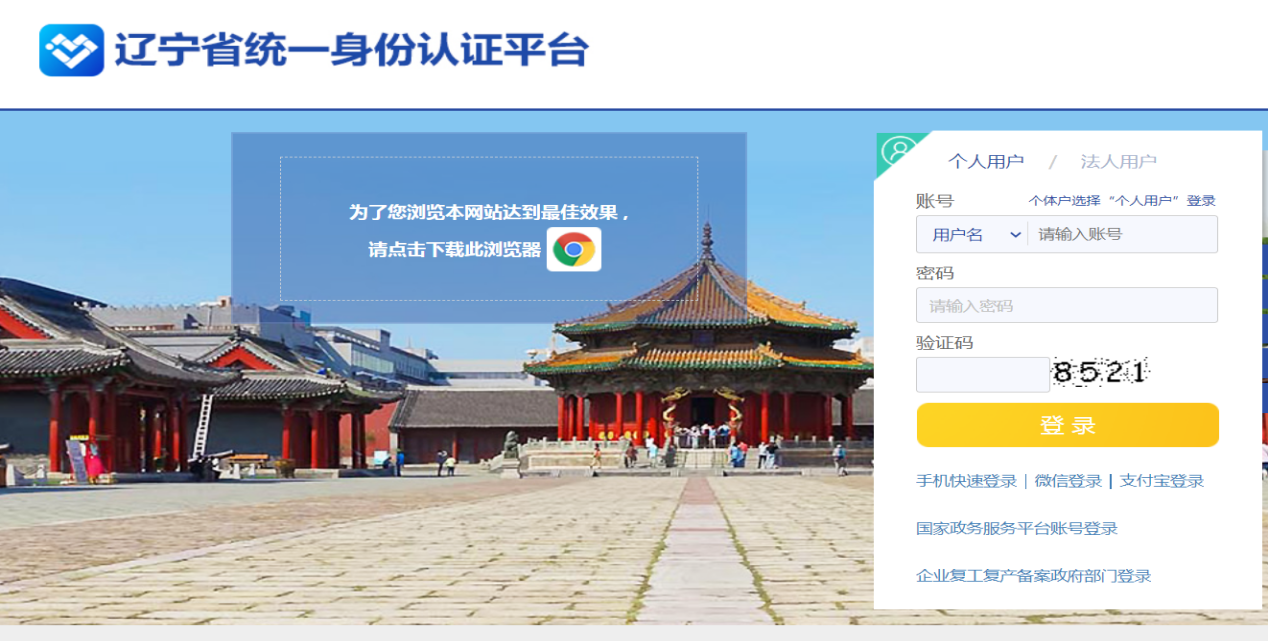 辽宁省统一身份认证平台
为了您浏览本网站达到最佳效果，
请点击下载此浏览器
个人用户 / 法人用户
账号 个体户选择“个人用户”登录
用户名 请输入账号
密码
请输入密码
验证码
8521
登 录
手机快速登录 | 微信登录 | 支付宝登录
国家政务服务平台账号登录
企业复工复产备案政府部门登录